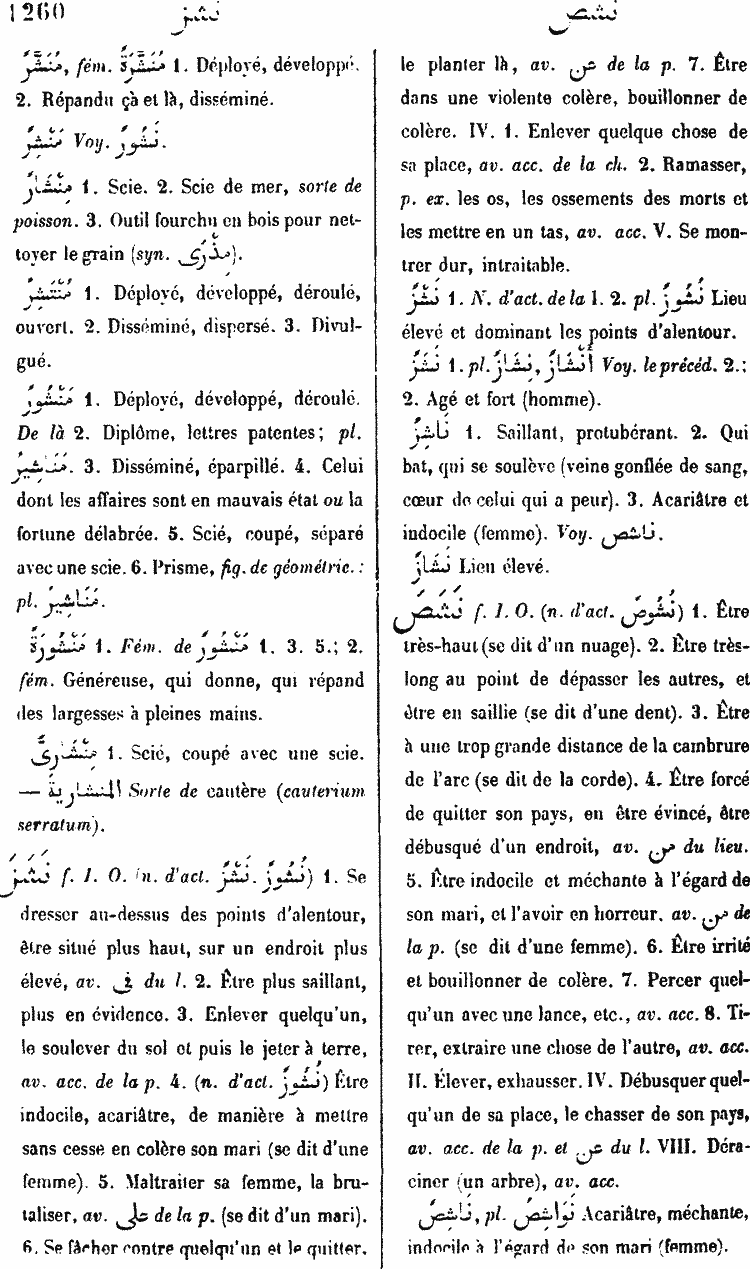 1260 نشز نشص
مُنَشَّرٌ, fém. مُنَشَّرَةٌ 1. Déployé, développé.
2. Répandu çà et là, disséminé.
مَنْشَرٌ Voy. نُشُورٌ.
مِنْشَارٌ 1. Scie. 2. Scie de mer, sorte de
poisson. 3. Outil fourchu en bois pour net-
toyer le grain (syn. مِذْرًى).
مُنْتَشِرٌ 1. Déployé, développé, déroulé,
ouvert. 2. Disséminé, dispersé. 3. Divul-
gué.
مَنْشُورٌ 1. Déployé, développé, déroulé.
De là 2. Diplôme, lettres patentes; pl.
مَنَاشِيرُ. 3. Disséminé, éparpillé. 4. Celui
dont les affaires sont en mauvais état ou la
fortune délabrée. 5. Scié, coupé, séparé
avec une scie. 6. Prisme, fig. de géométrie. :
pl. مَنَاشِيرُ.
مَنْشُورَةٌ 1. Fém. de مَنْشُورٌ 1. 3. 5.; 2.
fém. Généreuse, qui donne, qui répand
des largesses à pleines mains.
مِنْشَارِىٌّ 1. Scié, coupé avec une scie.
— المنشارية Sorte de cautère (cauterium
serratum).
نَشَزَ f. I. O. (n. d'act. نَشْزٌ. نُشُوزٌ) 1. Se
dresser au-dessus des points d'alentour,
être situé plus haut, sur un endroit plus
élevé, av. فى du l. 2. Être plus saillant,
plus en évidence. 3. Enlever quelqu'un,
le soulever du sol et puis le jeter à terre,
av. acc. de la p. 4. (n. d'act. نُشُوزٌ) Être
indocile, acariâtre, de manière à mettre
sans cesse en colère son mari (se dit d'une
femme). 5. Maltraiter sa femme, la bru-
taliser, av. على de la p. (se dit d'un mari).
6. Se fâcher contre quelqu'un et le quitter,
le planter là, av. عن de la p. 7. Être
dans une violente colère, bouillonner de
colère. IV. 1. Enlever quelque chose de
sa place, av. acc. de la ch. 2. Ramasser,
p. ex. les os, les ossements des morts et
les mettre en un tas, av. acc. V. Se mon-
trer dur, intraitable.
نَشْزٌ 1. N. d'act. de la I. 2. pl. نُشُوزٌ Lieu
élevé et dominant les points d'alentour.
نَشَزٌ 1. pl. نِشَازٌ, أَنْشَازٌ Voy. le précéd. 2.;
2. Agé et fort (homme).
نَاشِزٌ 1. Saillant, protubérant. 2. Qui
bat, qui se soulève (veine gonflée de sang,
cœur de celui qui a peur). 3. Acariâtre et
indocile (femme). Voy. ناشص.
نَشَازٌ Lieu élevé.
نَشَصَ f. I. O. (n. d'act. نُشُوصٌ) 1. Être
très-haut (se dit d'un nuage). 2. Être très-
long au point de dépasser les autres, et
être en saillie (se dit d'une dent). 3. Être
à une trop grande distance de la cambrure
de l'arc (se dit de la corde). 4. Être forcé
de quitter son pays, en être évincé, être
débusqué d'un endroit, av. من du lieu.
5. Être indocile et méchante à l'égard de
son mari, et l'avoir en horreur, av. من de
la p. (se dit d'une femme). 6. Être irrité
et bouillonner de colère. 7. Percer quel-
qu'un avec une lance, etc., av. acc. 8. Ti-
rer, extraire une chose de l'autre, av. acc.
II. Élever, exhausser. IV. Débusquer quel-
qu'un de sa place, le chasser de son pays,
av. acc. de la p. et عن du l. VIII. Déra-
ciner (un arbre), av. acc.
نَاشِصٌ, pl. نَوَاشِصُ Acariâtre, méchante,
indocile à l'égard de son mari (femme).